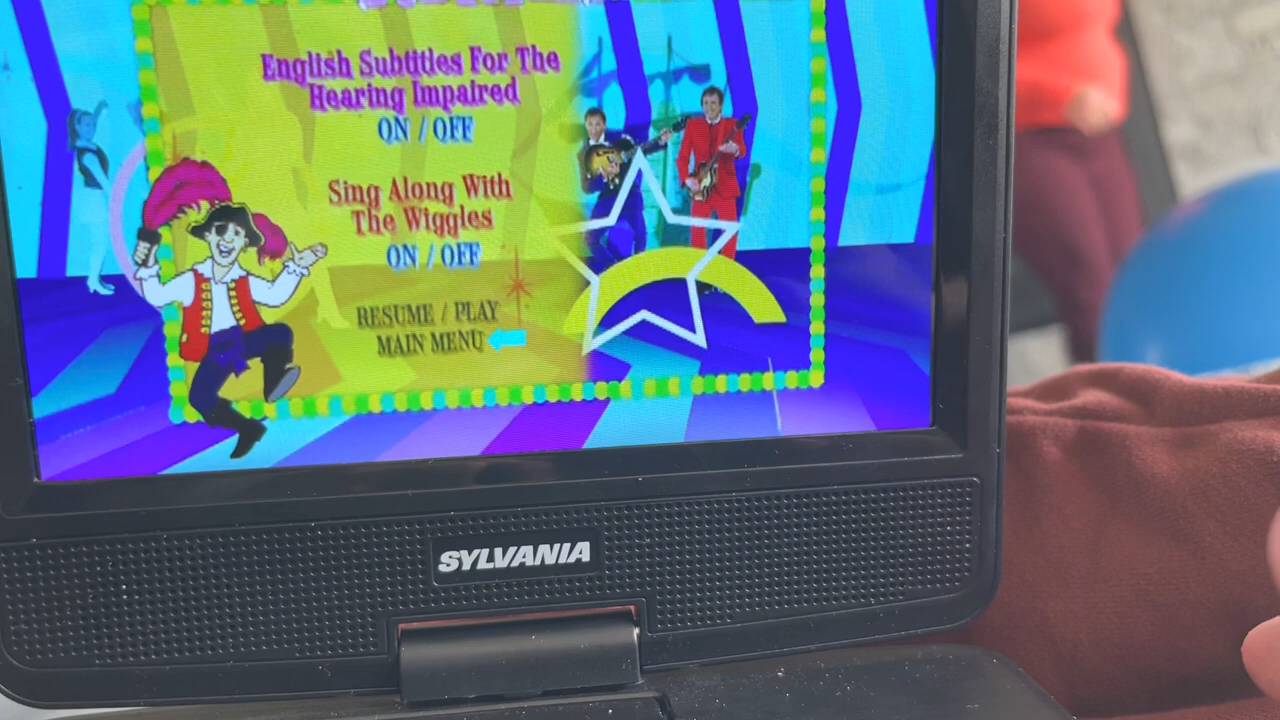 English Subtitles For The
Hearing Impaired
ON / OFF
Sing Along With
The Wiggles
ON / OFF
RESUME / PLAY
MAIN MENU
SYLVANIA